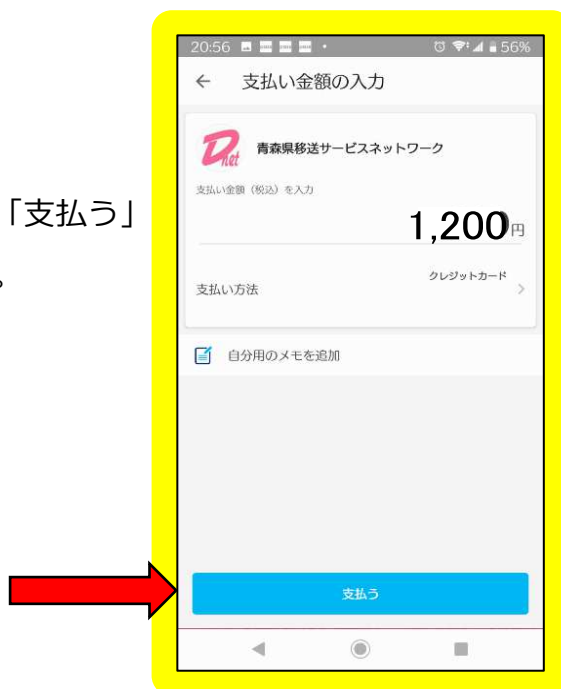 「支払う」
。
20:56
56%
支払い金額の入力
Dnet
青森県移送サービスネットワーク
支払い金額（税込）を入力
1,200円
支払い方法
クレジットカード
自分用のメモを追加
支払う